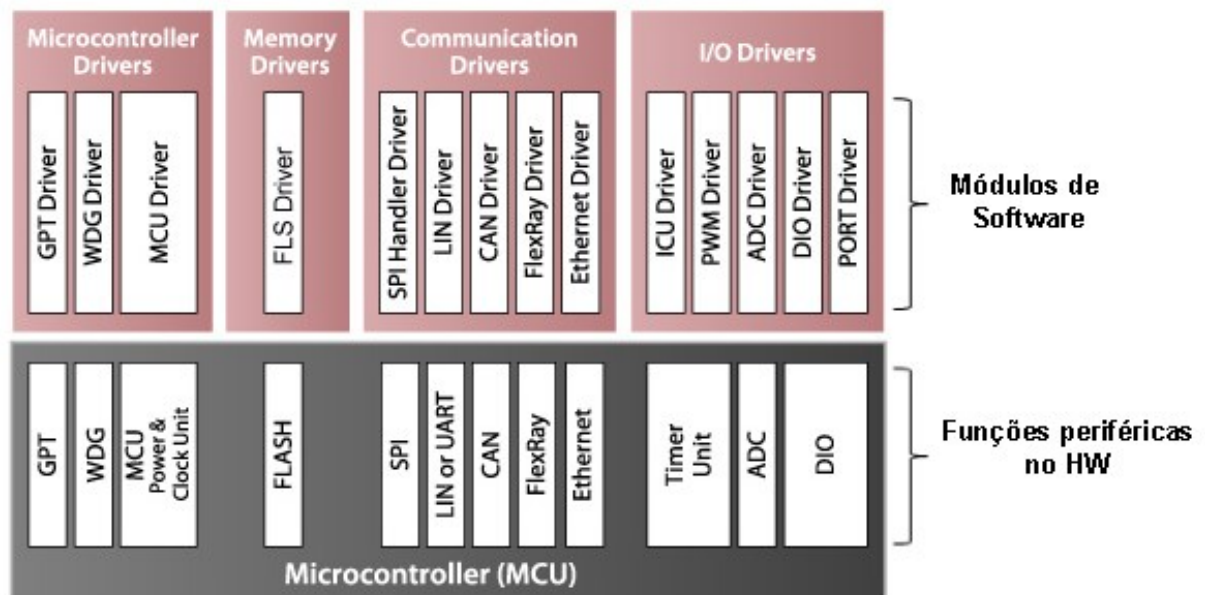 Microcontroller
Drivers
Memory
Drivers
Communication
Drivers
I/O Drivers
GPT Driver
WDG Driver
MCU Driver
FLS Driver
SPI Handler Driver
LIN Driver
CAN Driver
FlexRay Driver
Ethernet Driver
ICU Driver
PWM Driver
ADC Driver
DIO Driver
PORT Driver
Módulos de
Software
GPT
WDG
MCU
Power &
Clock Unit
FLASH
SPI
LIN or UART
CAN
FlexRay
Ethernet
Timer
Unit
ADC
DIO
Funções periféricas
no HW
Microcontroller (MCU)